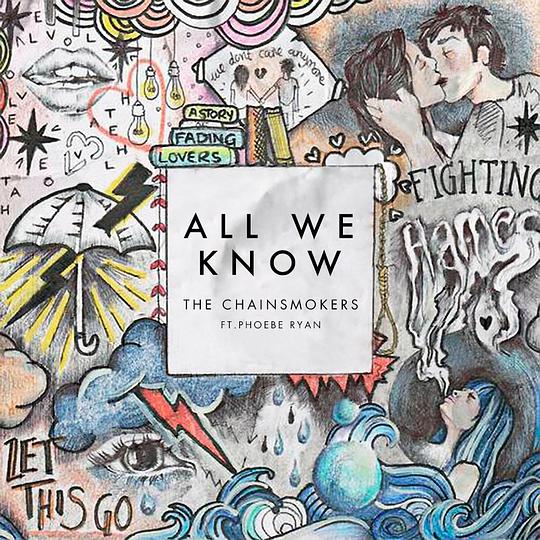 we don't care anymore
A STORY
FADING
LOVERS
FIGHTING
flames
ALL WE
KNOW
THE CHAINSMOKERS
FT. PHOEBE RYAN
LET
THIS GO